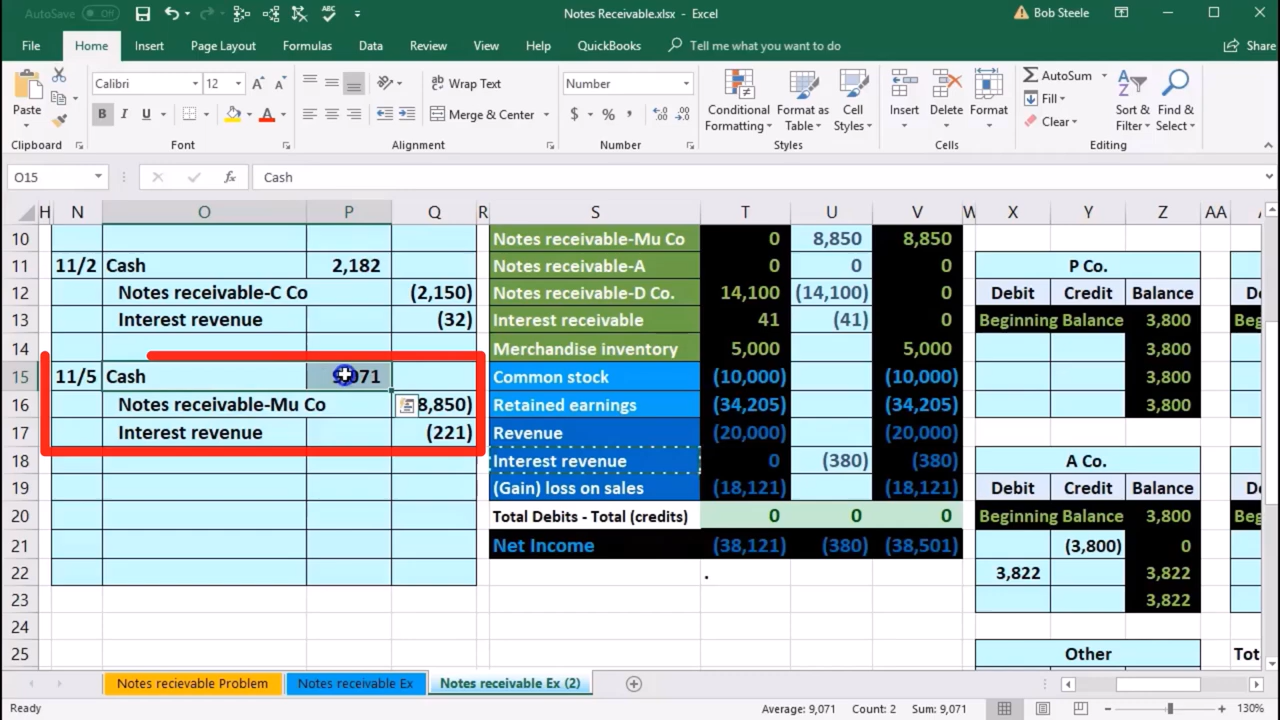 AutoSave Off Notes Receivable.xlsx - Excel Bob Steele
File Home Insert Page Layout Formulas Data Review View Help QuickBooks Tell me what you want to do Share
Paste Calibri 12 Wrap Text Number AutoSum
B I U Merge & Center $ % , Conditional Formatting Format as Table Cell Styles Insert Delete Format Fill Clear Sort & Filter Find & Select
Clipboard Font Alignment Number Styles Cells Editing
O15 fx Cash
H N O P Q R S T U V W X Y Z AA
10 Notes receivable-Mu Co 0 8,850 8,850
11 11/2 Cash 2,182 Notes receivable-A 0 0 0 P Co.
12 Notes receivable-C Co (2,150) Notes receivable-D Co. 14,100 (14,100) 0 Debit Credit Balance
13 Interest revenue (32) Interest receivable 41 (41) 0 Beginning Balance 3,800
14 Merchandise inventory 5,000 5,000 3,800
15 11/5 Cash 9,071 Common stock (10,000) (10,000) 3,800
16 Notes receivable-Mu Co 8,850) Retained earnings (34,205) (34,205) 3,800
17 Interest revenue (221) Revenue (20,000) (20,000)
18 Interest revenue 0 (380) (380) A Co.
19 (Gain) loss on sales (18,121) (18,121) Debit Credit Balance
20 Total Debits - Total (credits) 0 0 0 Beginning Balance 3,800 Beg
21 Net Income (38,121) (380) (38,501) (3,800) 0
22 . 3,822 3,822
23 3,822
24
25 Other Tot
Notes recievable Problem Notes receivable Ex Notes receivable Ex (2)
Ready Average: 9,071 Count: 2 Sum: 9,071 130%